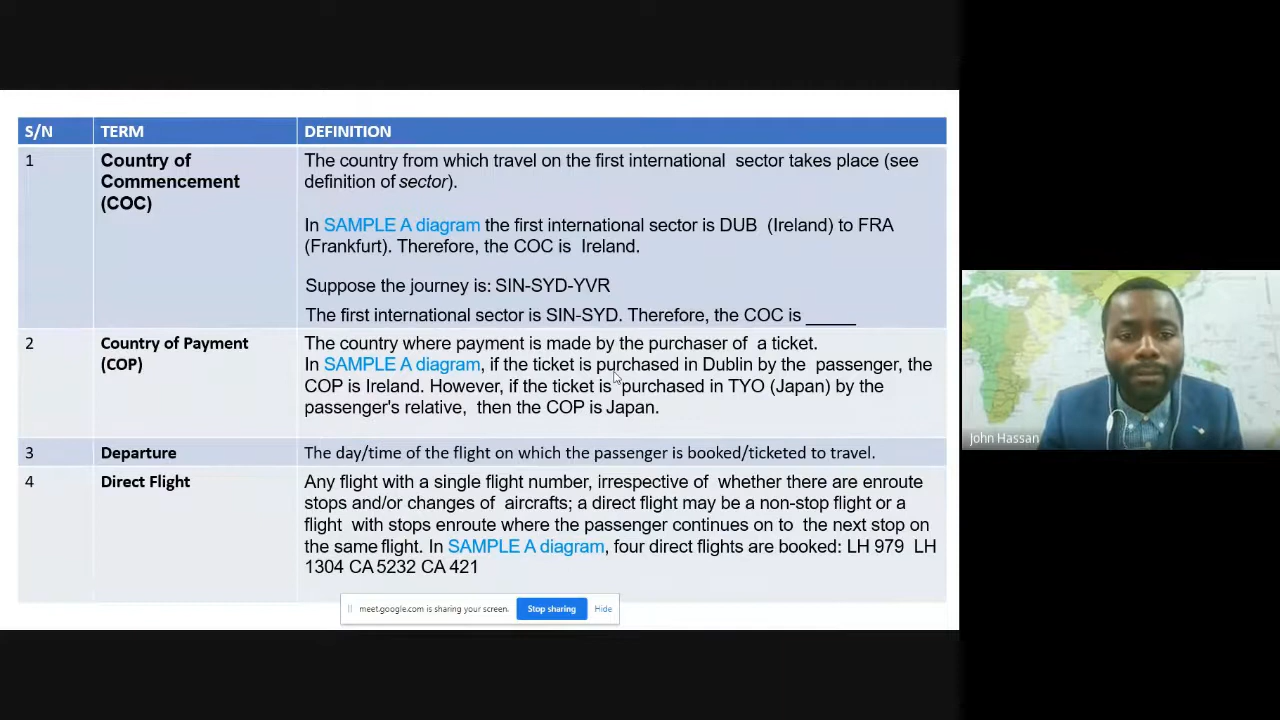 S/N TERM DEFINITION
1 Country of Commencement (COC)
The country from which travel on the first international sector takes place (see
definition of sector).
In SAMPLE A diagram the first international sector is DUB (Ireland) to FRA
(Frankfurt). Therefore, the COC is Ireland.
Suppose the journey is: SIN-SYD-YVR
The first international sector is SIN-SYD. Therefore, the COC is _____
2 Country of Payment (COP)
The country where payment is made by the purchaser of a ticket.
In SAMPLE A diagram, if the ticket is purchased in Dublin by the passenger, the
COP is Ireland. However, if the ticket is purchased in TYO (Japan) by the
passenger's relative, then the COP is Japan.
3 Departure
The day/time of the flight on which the passenger is booked/ticketed to travel.
4 Direct Flight
Any flight with a single flight number, irrespective of whether there are enroute
stops and/or changes of aircrafts; a direct flight may be a non-stop flight or a
flight with stops enroute where the passenger continues on to the next stop on
the same flight. In SAMPLE A diagram, four direct flights are booked: LH 979 LH
1304 CA 5232 CA 421
meet.google.com is sharing your screen. Stop sharing Hide
John Hassan